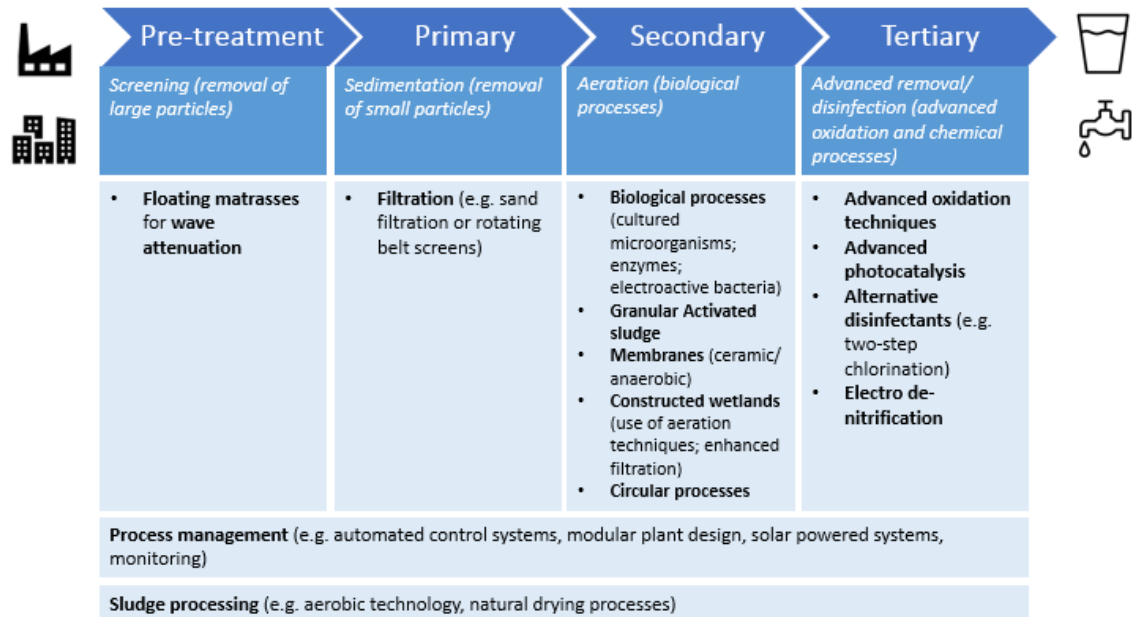 Pre-treatment
Primary
Secondary
Tertiary
Screening (removal of
large particles)
Sedimentation (removal
of small particles)
Aeration (biological
processes)
Advanced removal/
disinfection (advanced
oxidation and chemical
processes)
• Floating matrasses
for wave
attenuation
• Filtration (e.g. sand
filtration or rotating
belt screens)
• Biological processes
(cultured
microorganisms;
enzymes;
electroactive bacteria)
• Granular Activated
sludge
• Membranes (ceramic/
anaerobic)
• Constructed wetlands
(use of aeration
techniques; enhanced
filtration)
• Circular processes
• Advanced oxidation
techniques
• Advanced
photocatalysis
• Alternative
disinfectants (e.g.
two-step
chlorination)
• Electro de-
nitrification
Process management (e.g. automated control systems, modular plant design, solar powered systems,
monitoring)
Sludge processing (e.g. aerobic technology, natural drying processes)